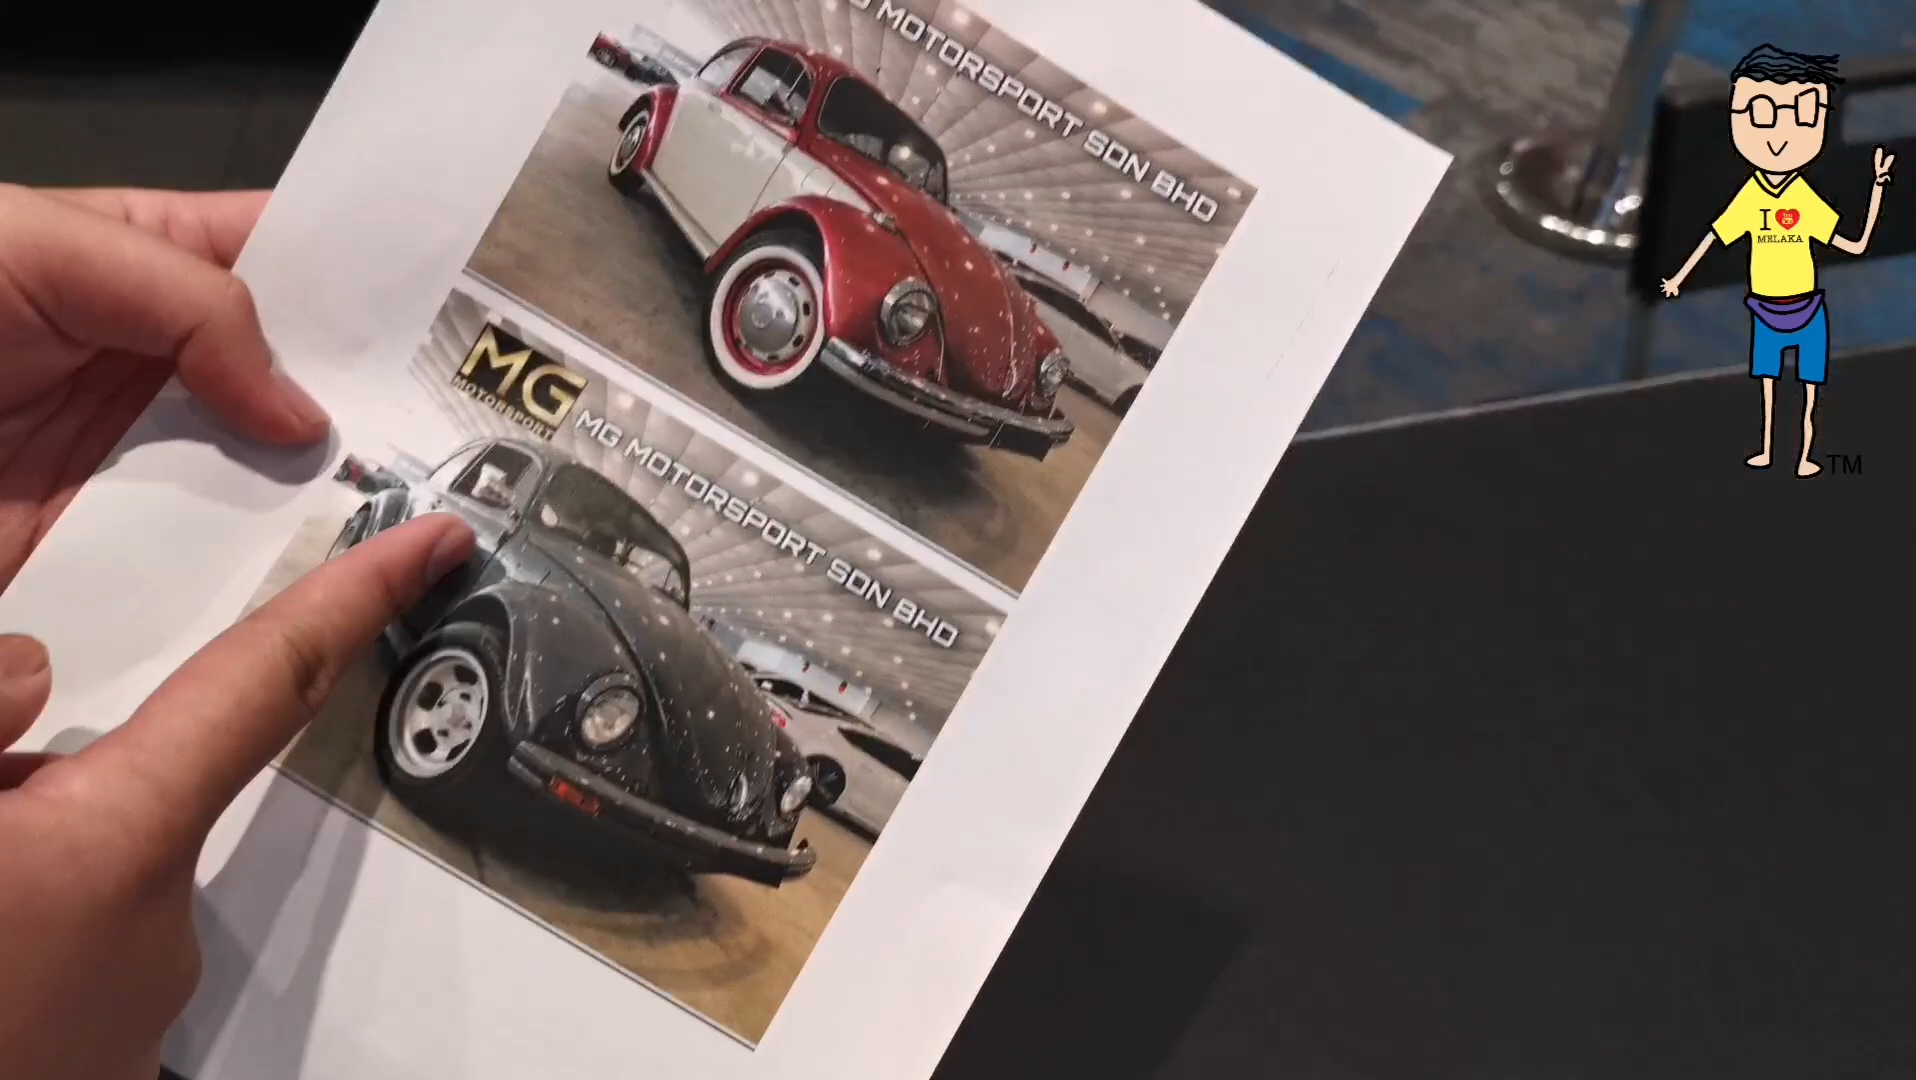 MOTORSPORT SDN BHD
MG
MOTORSPORT
MG MOTORSPORT SDN BHD
I
MELAKA
TM